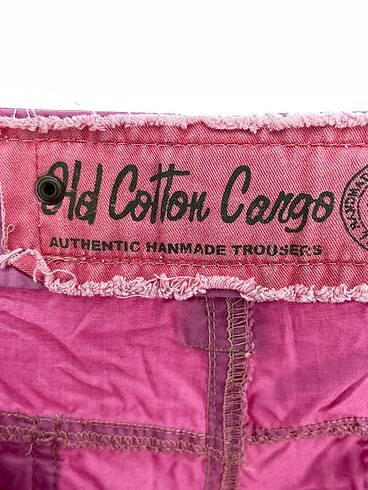 Old Cotton Cargo
AUTHENTIC HANMADE TROUSERS